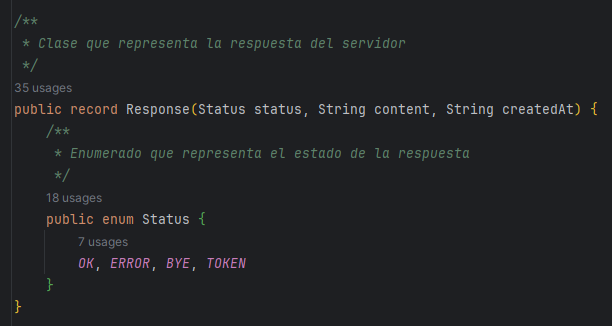 /**
* Clase que representa la respuesta del servidor
*/
35 usages
public record Response(Status status, String content, String createdAt) {
/**
* Enumerado que representa el estado de la respuesta
*/
18 usages
public enum Status {
7 usages
OK, ERROR, BYE, TOKEN
}
}